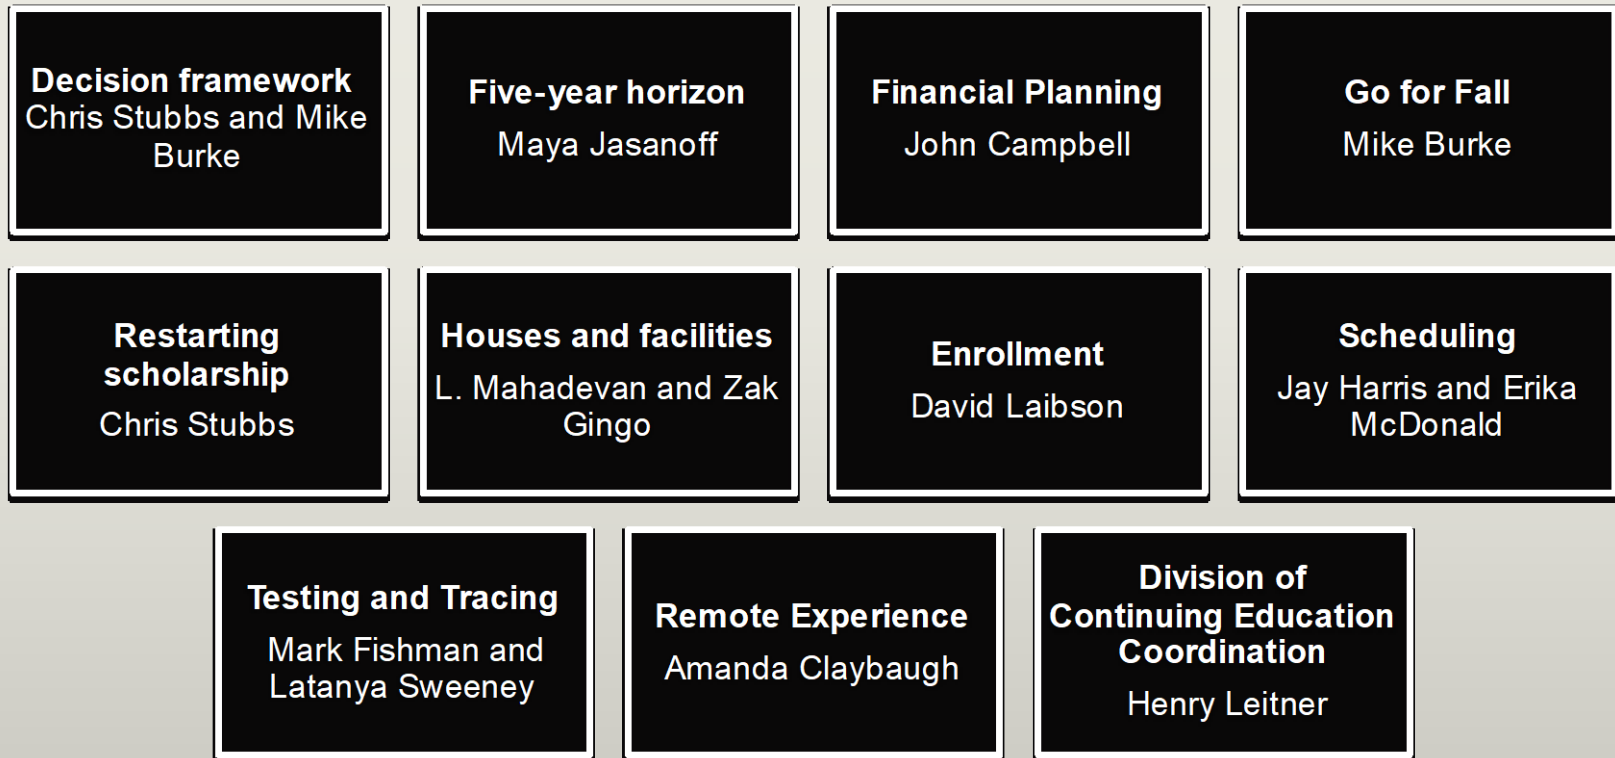 Decision framework
Chris Stubbs and Mike
Burke
Five-year horizon
Maya Jasanoff
Financial Planning
John Campbell
Go for Fall
Mike Burke
Restarting
scholarship
Chris Stubbs
Houses and facilities
L. Mahadevan and Zak
Gingo
Enrollment
David Laibson
Scheduling
Jay Harris and Erika
McDonald
Testing and Tracing
Mark Fishman and
Latanya Sweeney
Remote Experience
Amanda Claybaugh
Division of
Continuing Education
Coordination
Henry Leitner